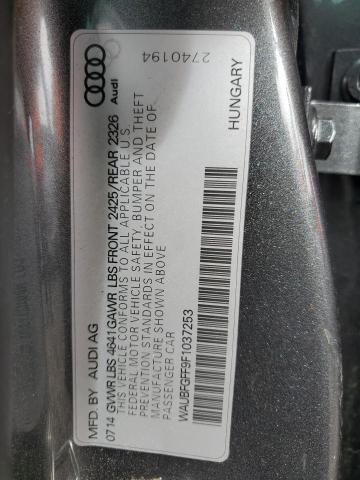 2740194
Audi
HUNGARY
MFD. BY AUDI AG
0714 GVWR LBS 4641 GAWR LBS FRONT 2425/REAR 2326
THIS VEHICLE CONFORMS TO ALL APPLICABLE U.S.
FEDERAL MOTOR VEHICLE SAFETY, BUMPER AND THEFT
PREVENTION STANDARDS IN EFFECT ON THE DATE OF
MANUFACTURE SHOWN ABOVE
PASSENGER CAR
WAUBFGFF9F1037253